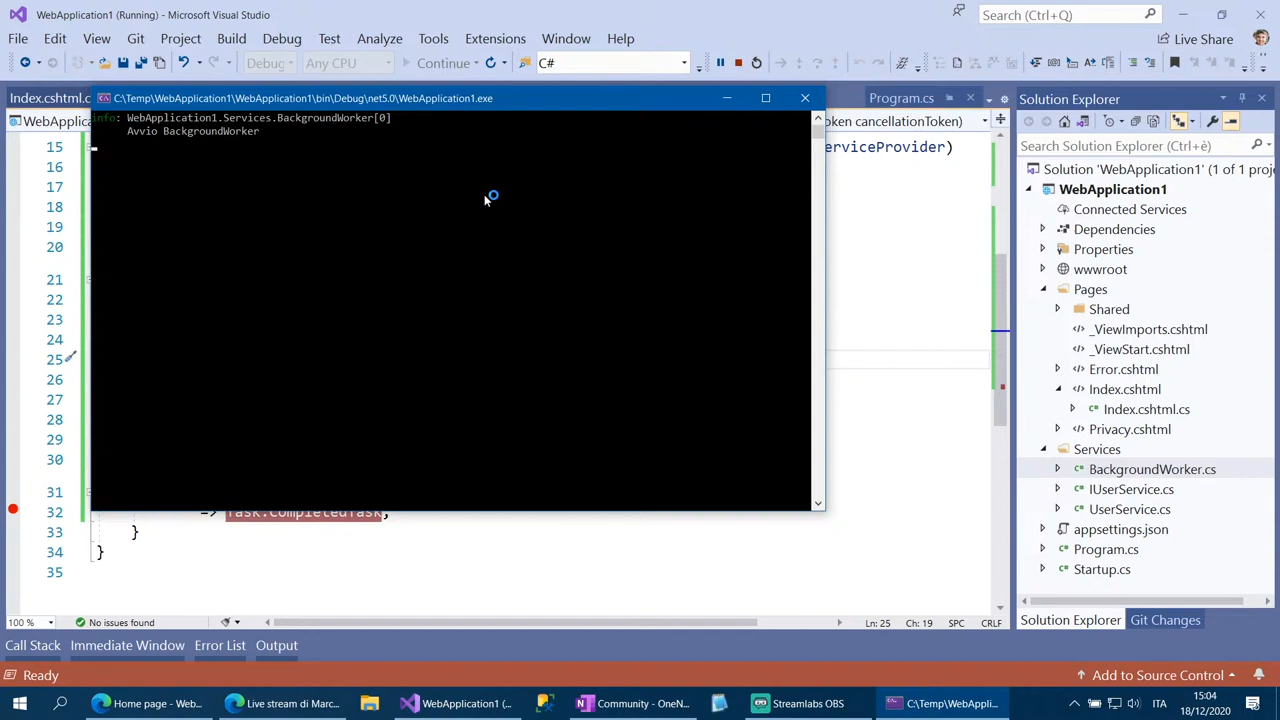 WebApplication1 (Running) - Microsoft Visual Studio
Search (Ctrl+Q)
File Edit View Git Project Build Debug Test Analyze Tools Extensions Window Help
Live Share
Debug Any CPU Continue C#
Index.cshtml.c
C:\Temp\WebApplication1\WebApplication1\bin\Debug\net5.0\WebApplication1.exe
Program.cs
WebApplic
oken cancellationToken)
info: WebApplication1.Services.BackgroundWorker[0]
Avvio BackgroundWorker
15
erviceProvider)
16
17
18
19
20
21
22
23
24
25
26
27
28
29
30
31
32 => Task.CompletedTask;
33 }
34 }
35
100 % No issues found Ln: 25 Ch: 19 SPC CRLF
Solution Explorer
Search Solution Explorer (Ctrl+è)
Solution 'WebApplication1' (1 of 1 proje
WebApplication1
Connected Services
Dependencies
Properties
wwwroot
Pages
Shared
_ViewImports.cshtml
_ViewStart.cshtml
Error.cshtml
Index.cshtml
Index.cshtml.cs
Privacy.cshtml
Services
BackgroundWorker.cs
IUserService.cs
UserService.cs
appsettings.json
Program.cs
Startup.cs
Solution Explorer Git Changes
Call Stack Immediate Window Error List Output
Ready
Add to Source Control
Home page - Web...
Live stream di Marc...
WebApplication1 (...
Community - OneN...
Streamlabs OBS
C:\Temp\WebAppli...
ITA
15:04
18/12/2020